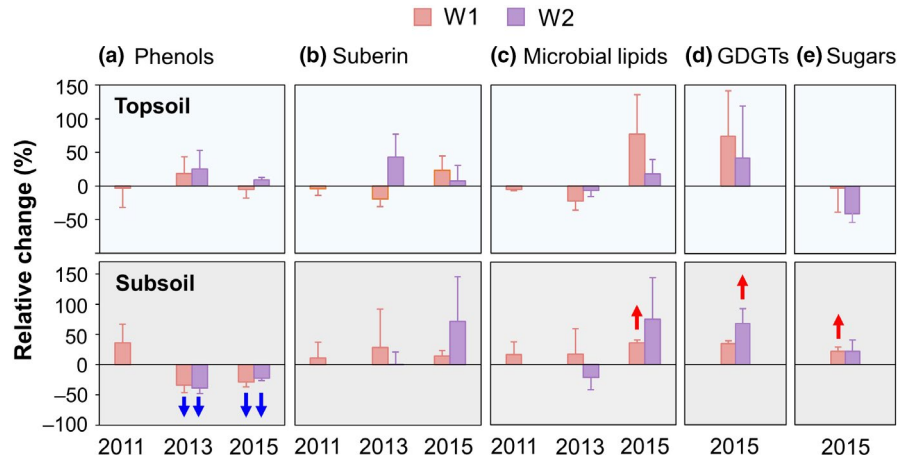 W1 W2
(a) Phenols (b) Suberin (c) Microbial lipids (d) GDGTs (e) Sugars
Relative change (%)
150
100
50
0
−50
Topsoil
150
100
50
0
−50
−100
Subsoil
2011 2013 2015 2011 2013 2015 2011 2013 2015 2015 2015